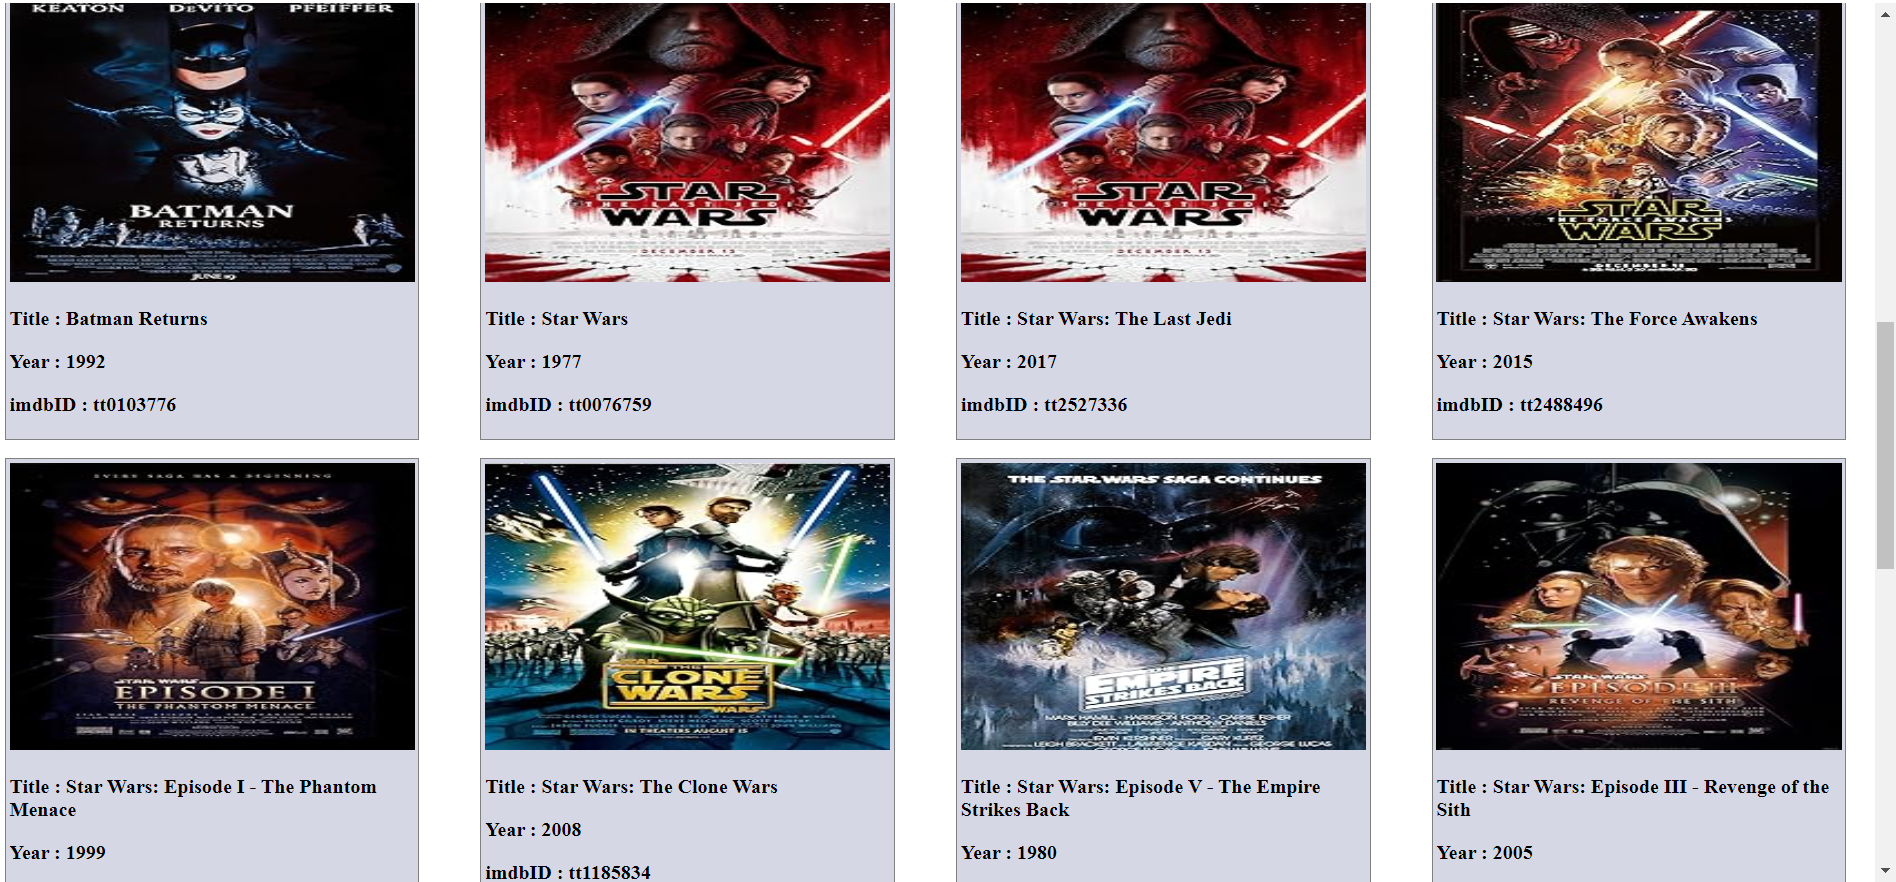 KEATON DeVITO PFEIFFER
BATMAN
RETURNS
JUNE 19
STAR
THE LAST JEDI
WARS
DECEMBER 15
STAR
THE LAST JEDI
WARS
DECEMBER 15
STAR
THE FORCE AWAKENS
WARS
DECEMBER 18
Title : Batman Returns
Year : 1992
imdbID : tt0103776
Title : Star Wars
Year : 1977
imdbID : tt0076759
Title : Star Wars: The Last Jedi
Year : 2017
imdbID : tt2527336
Title : Star Wars: The Force Awakens
Year : 2015
imdbID : tt2488496
EVERY SAGA HAS A BEGINNING
STAR WARS
EPISODE I
THE PHANTOM MENACE
STAR
THE
CLONE
WARS
WARS
IN THEATERS AUGUST 15
THE STAR WARS SAGA CONTINUES
THE
EMPIRE
STRIKES BACK
MARK HAMILL · HARRISON FORD · CARRIE FISHER
BILLY DEE WILLIAMS · ANTHONY DANIELS
IRVIN KERSHNER GARY KURTZ
LEIGH BRACKETT LAWRENCE KASDAN GEORGE LUCAS
STAR WARS
EPISODE III
REVENGE OF THE SITH
Title : Star Wars: Episode I - The Phantom
Menace
Year : 1999
Title : Star Wars: The Clone Wars
Year : 2008
imdbID : tt1185834
Title : Star Wars: Episode V - The Empire
Strikes Back
Year : 1980
Title : Star Wars: Episode III - Revenge of the
Sith
Year : 2005